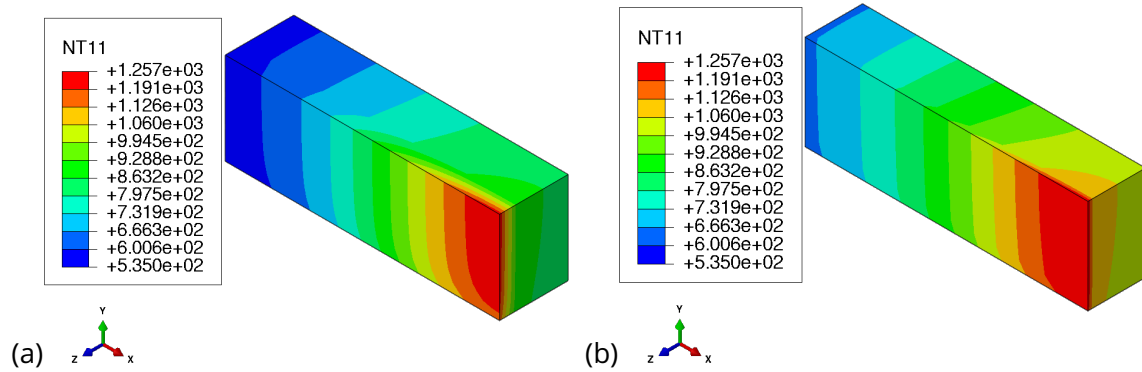 NT11
+1.257e+03
+1.191e+03
+1.126e+03
+1.060e+03
+9.945e+02
+9.288e+02
+8.632e+02
+7.975e+02
+7.319e+02
+6.663e+02
+6.006e+02
+5.350e+02
Y
Z
X
(a)
NT11
+1.257e+03
+1.191e+03
+1.126e+03
+1.060e+03
+9.945e+02
+9.288e+02
+8.632e+02
+7.975e+02
+7.319e+02
+6.663e+02
+6.006e+02
+5.350e+02
Y
Z
X
(b)